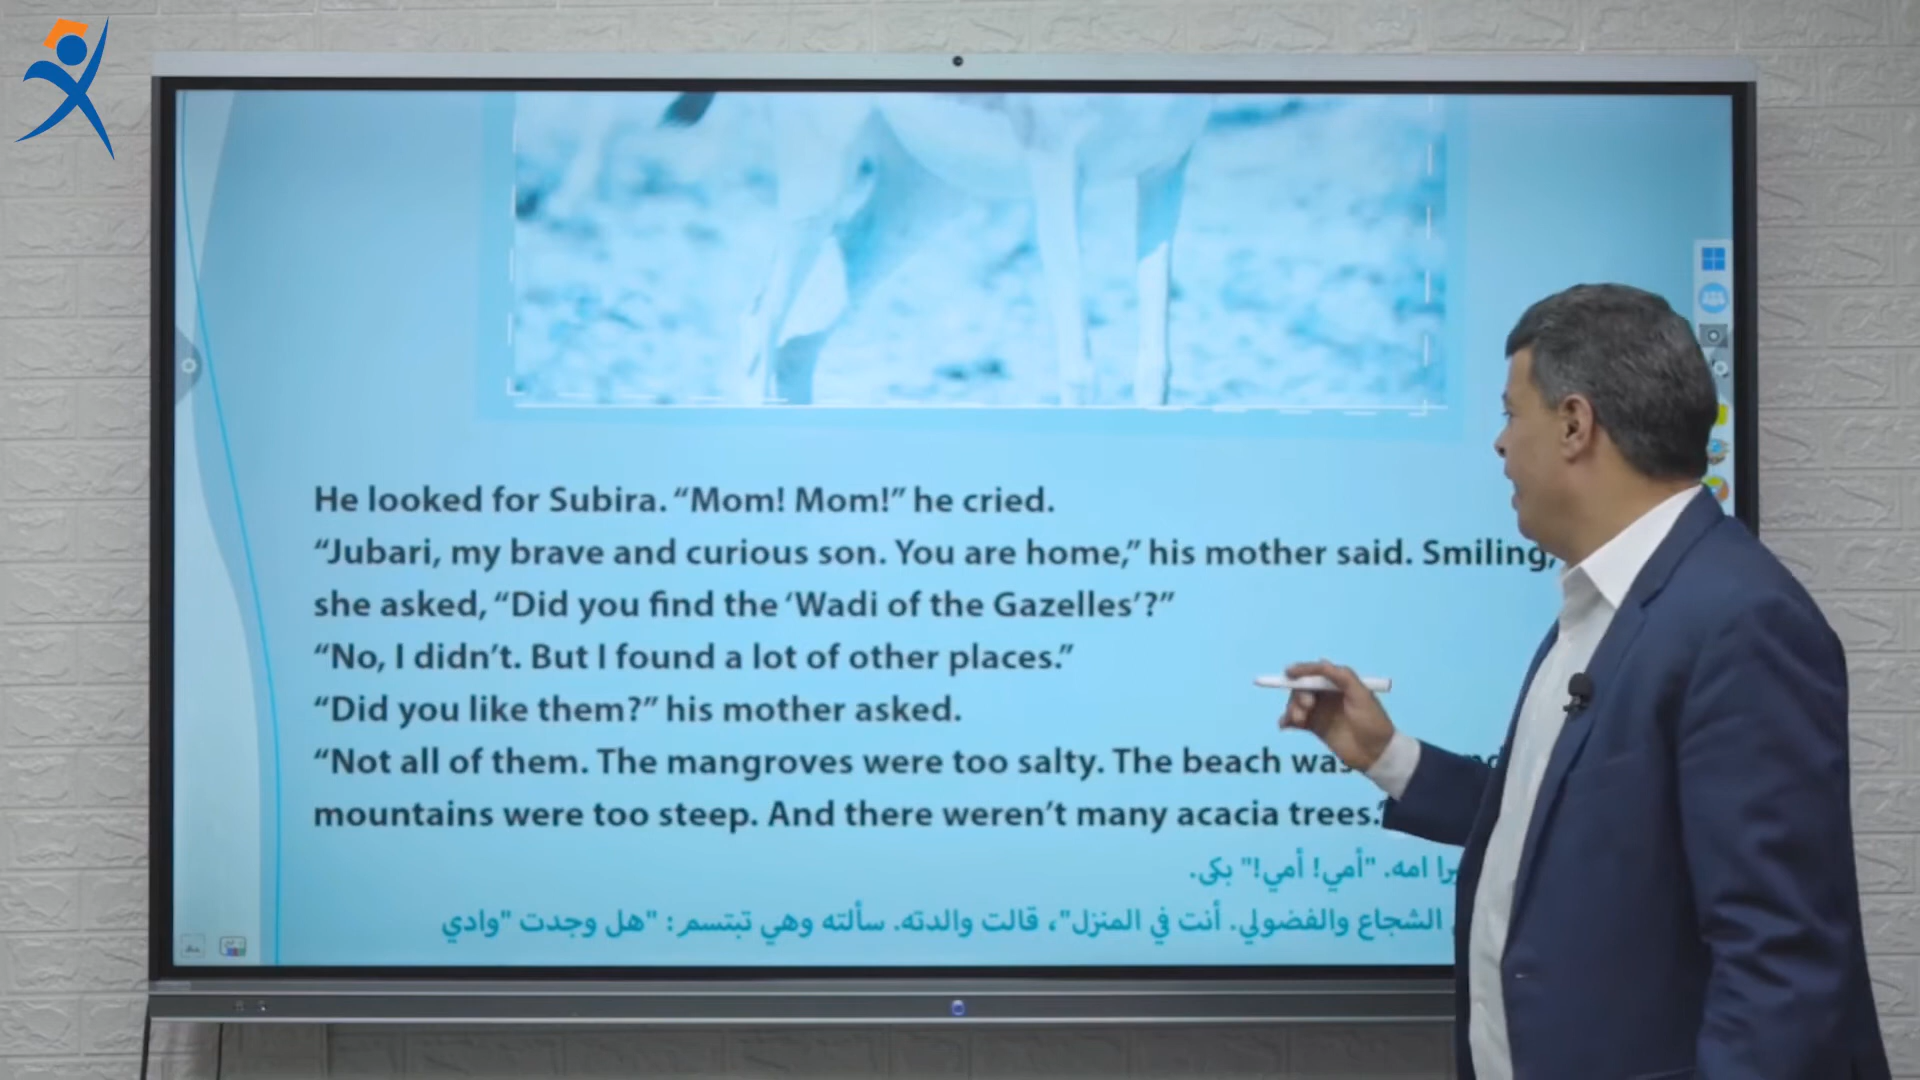 He looked for Subira. “Mom! Mom!” he cried.
“Jubari, my brave and curious son. You are home,” his mother said. Smiling,
she asked, “Did you find the ‘Wadi of the Gazelles’?”
“No, I didn’t. But I found a lot of other places.”
“Did you like them?” his mother asked.
“Not all of them. The mangroves were too salty. The beach was
mountains were too steep. And there weren’t many acacia trees.”
امه. "أمي! أمي!" بكى.
الشجاع والفضولي. أنت في المنزل"، قالت والدته. سألته وهي تبتسم: "هل وجدت "وادي